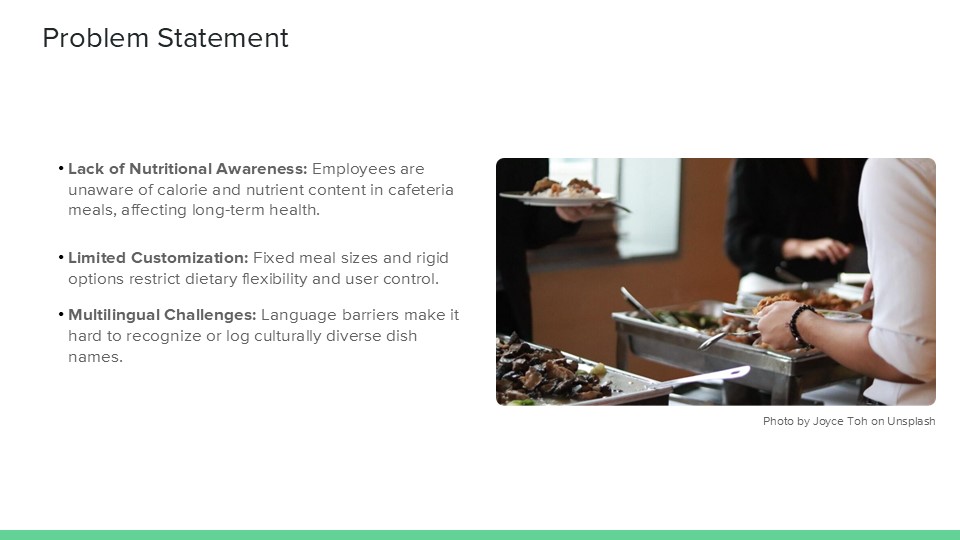 Problem Statement
• Lack of Nutritional Awareness: Employees are
unaware of calorie and nutrient content in cafeteria
meals, affecting long-term health.
• Limited Customization: Fixed meal sizes and rigid
options restrict dietary flexibility and user control.
• Multilingual Challenges: Language barriers make it
hard to recognize or log culturally diverse dish
names.
Photo by Joyce Toh on Unsplash